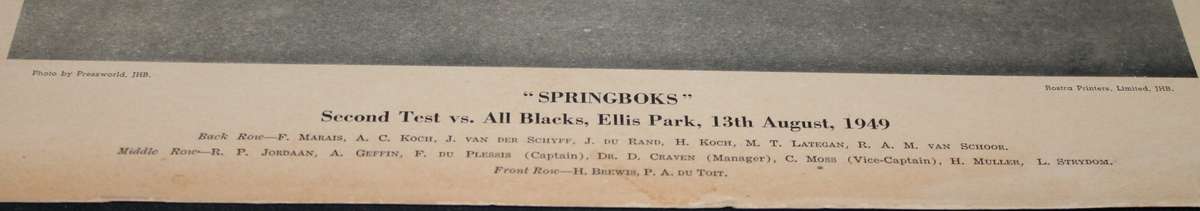 Photo by Pressworld, JHB.
Rostra Printers, Limited, JHB.
"SPRINGBOKS"
Second Test vs. All Blacks, Ellis Park, 13th August, 1949
Back Row—F. Marais, A. C. Koch, J. van der Schyff, J. du Rand, H. Koch, M. T. Lategan, R. A. M. van Schoor.
Middle Row—R. P. Jordaan, A. Geffin, F. du Plessis (Captain), Dr. D. Craven (Manager), C. Moss (Vice-Captain), H. Muller, L. Strydom.
Front Row—H. Brewis, P. A. du Toit.